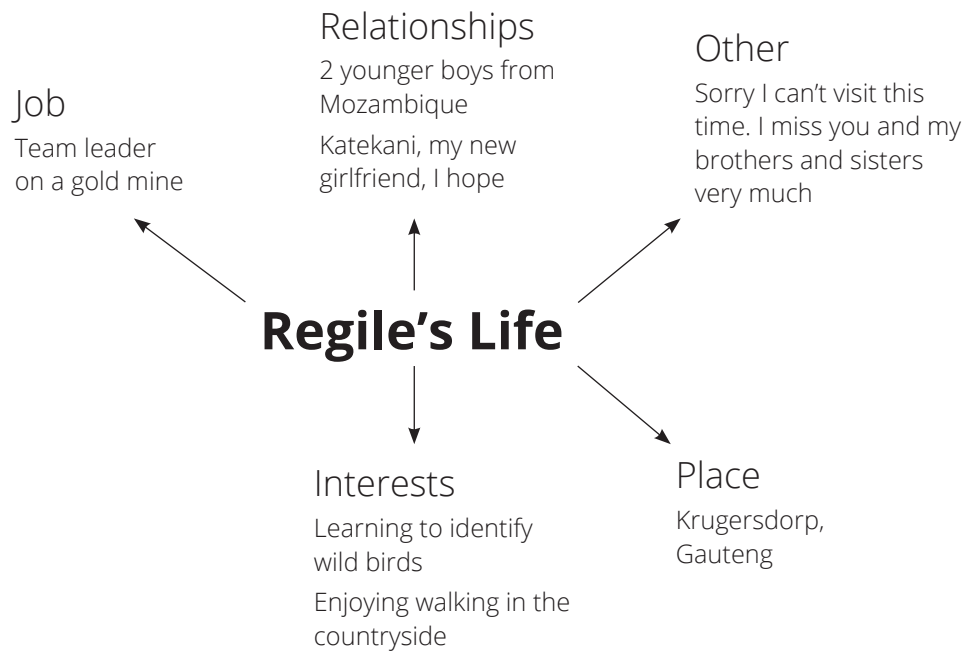 Relationships
2 younger boys from
Mozambique
Katekani, my new
girlfriend, I hope
Other
Sorry I can’t visit this
time. I miss you and my
brothers and sisters
very much
Job
Team leader
on a gold mine
Regile’s Life
Interests
Learning to identify
wild birds
Enjoying walking in the
countryside
Place
Krugersdorp,
Gauteng